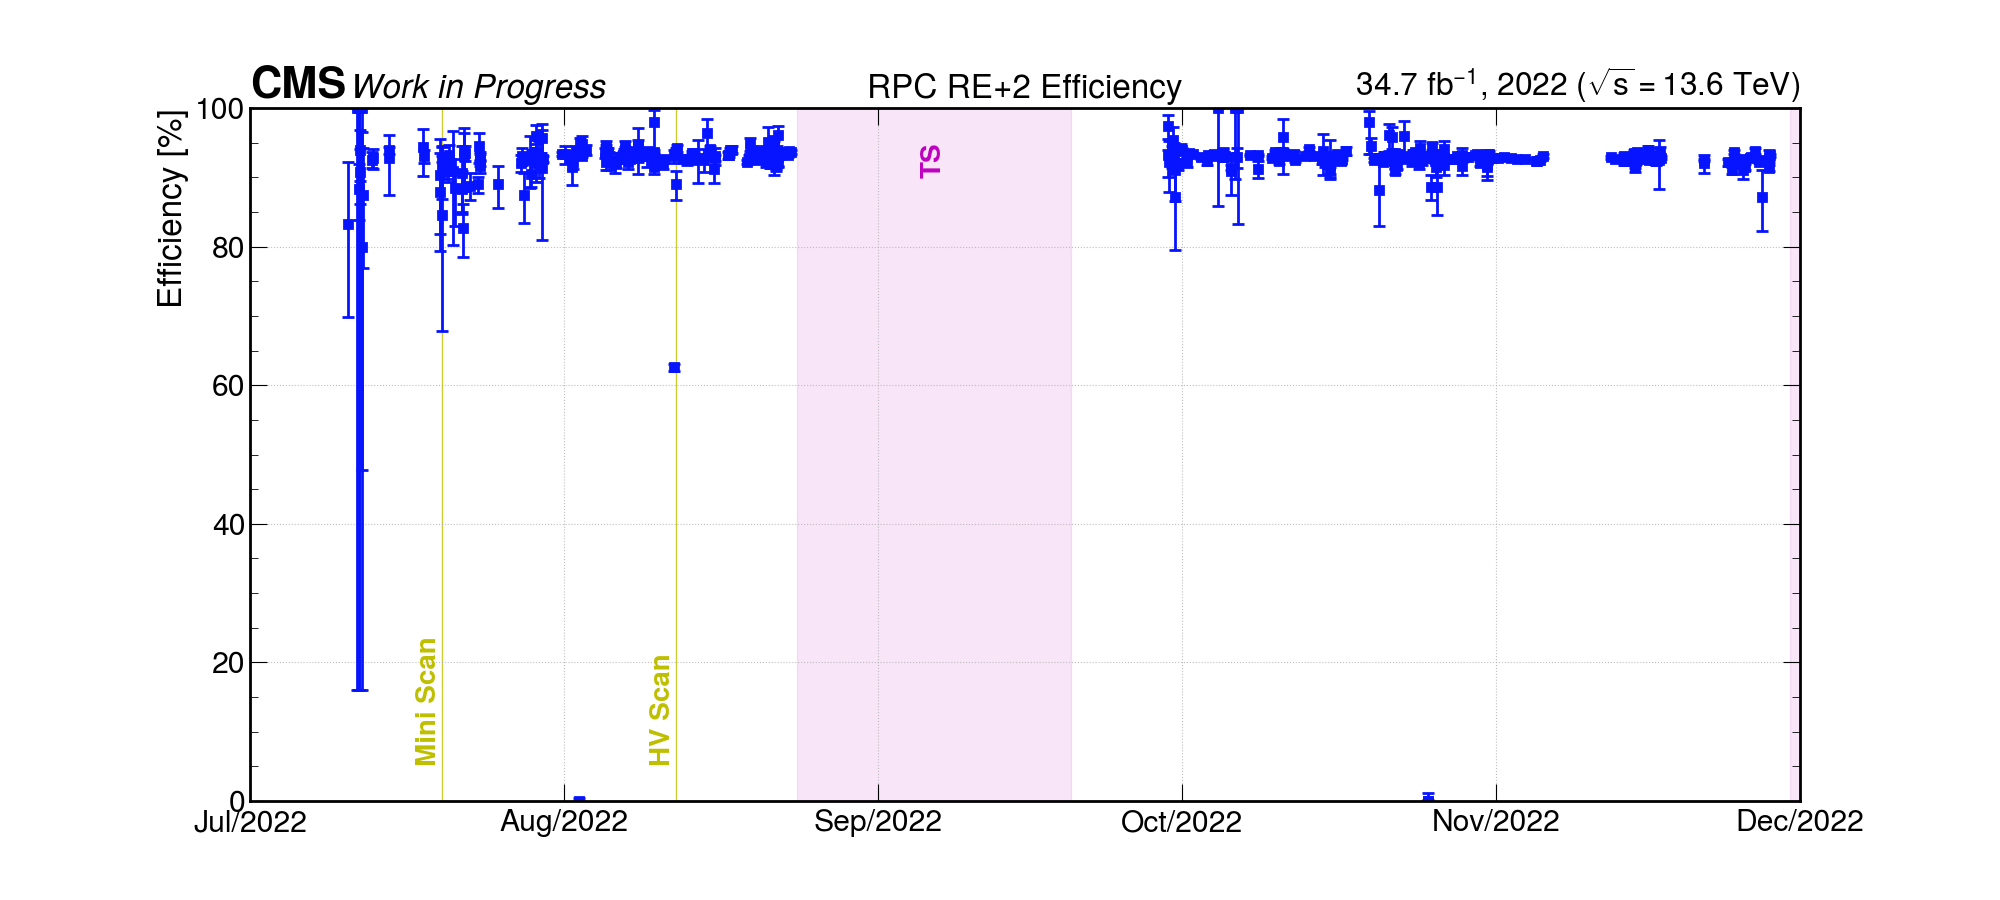 CMS Work in Progress RPC RE+2 Efficiency 34.7 fb⁻¹, 2022 (√s = 13.6 TeV)
Efficiency [%]
100
80
60
40
20
0
TS
Mini Scan
HV Scan
Jul/2022 Aug/2022 Sep/2022 Oct/2022 Nov/2022 Dec/2022